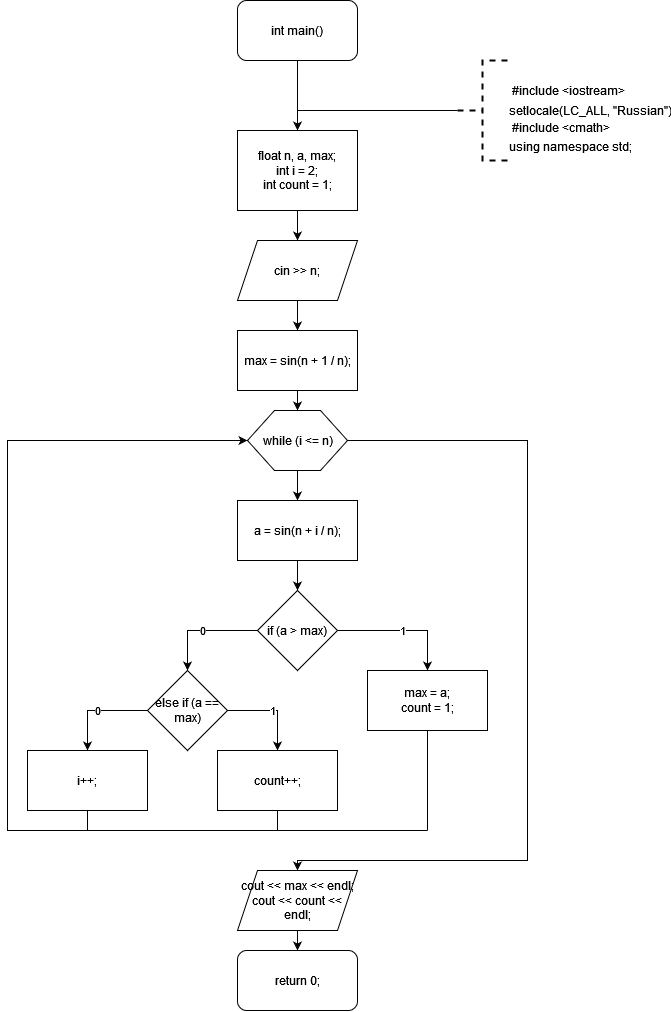 int main()
#include <iostream>
setlocale(LC_ALL, "Russian")
#include <cmath>
using namespace std;
float n, a, max;
int i = 2;
int count = 1;
cin >> n;
max = sin(n + 1 / n);
while (i <= n)
a = sin(n + i / n);
if (a > max)
0
1
else if (a ==
max)
0
1
max = a;
count = 1;
i++;
count++;
cout << max << endl;
cout << count <<
endl;
return 0;